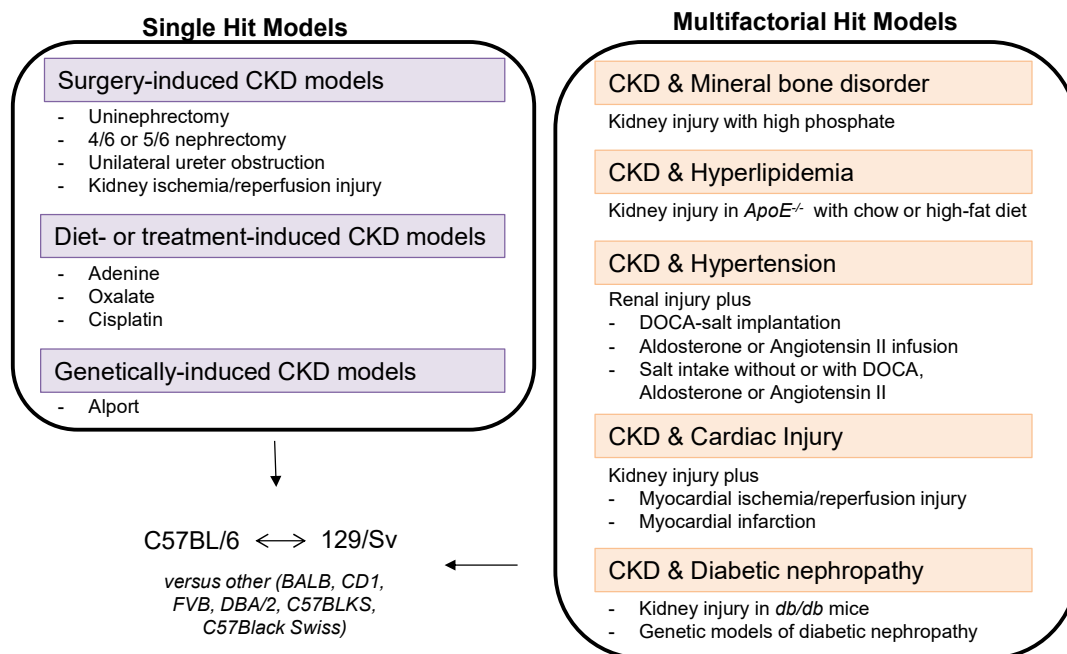 Single Hit Models
Surgery-induced CKD models
- Uninephrectomy
- 4/6 or 5/6 nephrectomy
- Unilateral ureter obstruction
- Kidney ischemia/reperfusion injury
Diet- or treatment-induced CKD models
- Adenine
- Oxalate
- Cisplatin
Genetically-induced CKD models
- Alport
C57BL/6 ⟷ 129/Sv
versus other (BALB, CD1,
FVB, DBA/2, C57BLKS,
C57Black Swiss)
Multifactorial Hit Models
CKD & Mineral bone disorder
Kidney injury with high phosphate
CKD & Hyperlipidemia
Kidney injury in ApoE-/- with chow or high-fat diet
CKD & Hypertension
Renal injury plus
- DOCA-salt implantation
- Aldosterone or Angiotensin II infusion
- Salt intake without or with DOCA,
Aldosterone or Angiotensin II
CKD & Cardiac Injury
Kidney injury plus
- Myocardial ischemia/reperfusion injury
- Myocardial infarction
CKD & Diabetic nephropathy
- Kidney injury in db/db mice
- Genetic models of diabetic nephropathy